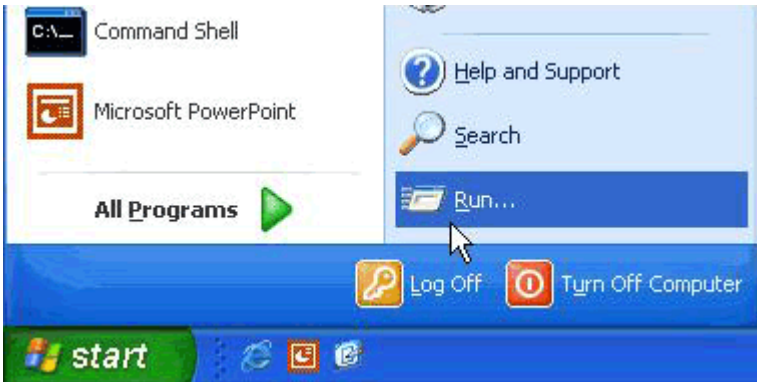 C:\_ Command Shell
Microsoft PowerPoint
All Programs
Help and Support
Search
Run...
Log Off
Turn Off Computer
start